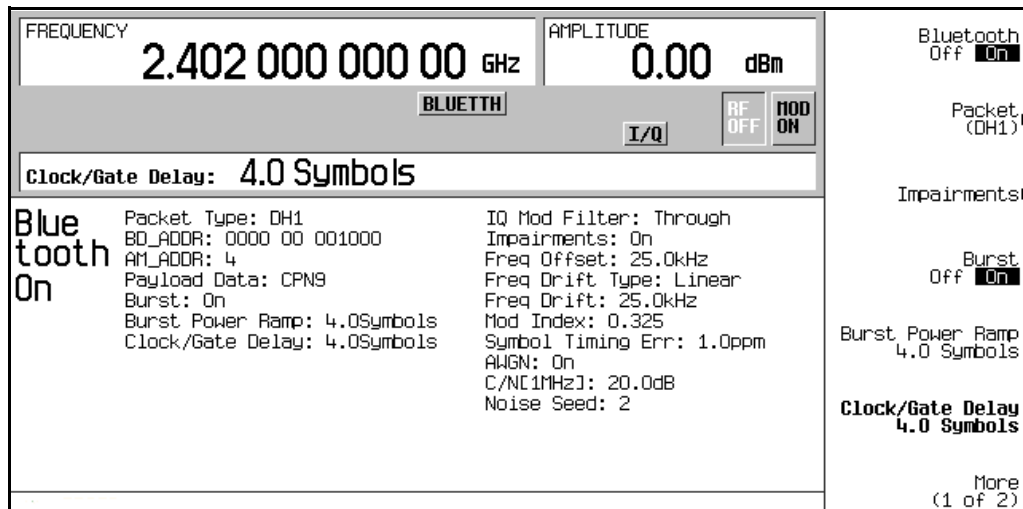 FREQUENCY
2.402 000 000 00 GHz
AMPLITUDE
0.00 dBm
BLUETTH
I/Q
RF OFF
MOD ON
Clock/Gate Delay: 4.0 Symbols
Blue
tooth
On
Packet Type: DH1
BD_ADDR: 0000 00 001000
AM_ADDR: 4
Payload Data: CPN9
Burst: On
Burst Power Ramp: 4.0Symbols
Clock/Gate Delay: 4.0Symbols
IQ Mod Filter: Through
Impairments: On
Freq Offset: 25.0kHz
Freq Drift Type: Linear
Freq Drift: 25.0kHz
Mod Index: 0.325
Symbol Timing Err: 1.0ppm
AWGN: On
C/N[1MHz]: 20.0dB
Noise Seed: 2
Bluetooth
Off On
Packet
(DH1)
Impairments
Burst
Off On
Burst Power Ramp
4.0 Symbols
Clock/Gate Delay
4.0 Symbols
More
(1 of 2)